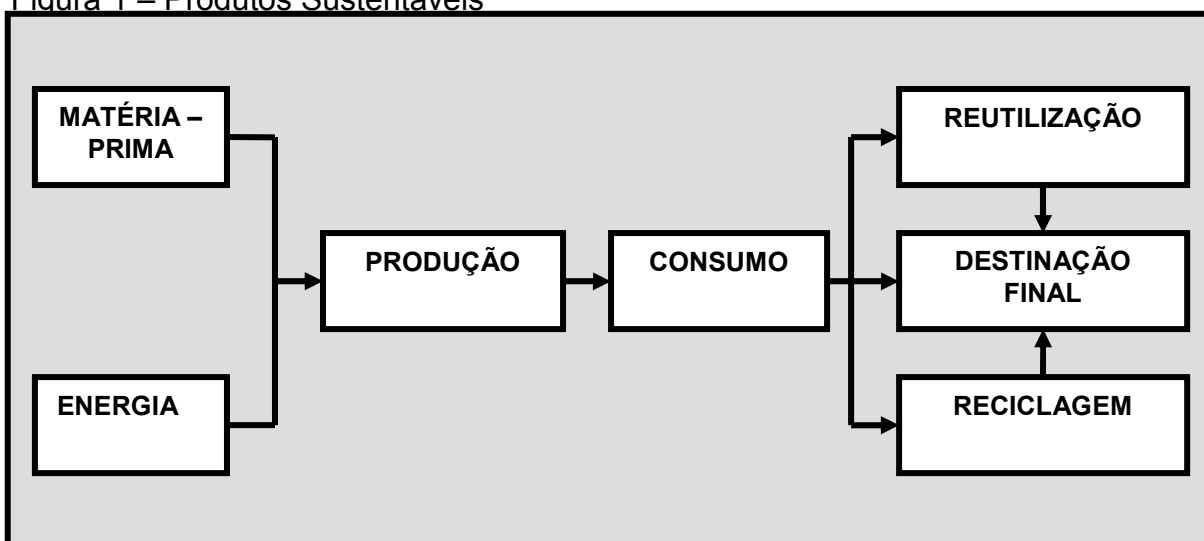 Figura 1 – Produtos Sustentáveis
MATÉRIA –
PRIMA
REUTILIZAÇÃO
PRODUÇÃO
CONSUMO
DESTINAÇÃO
FINAL
ENERGIA
RECICLAGEM